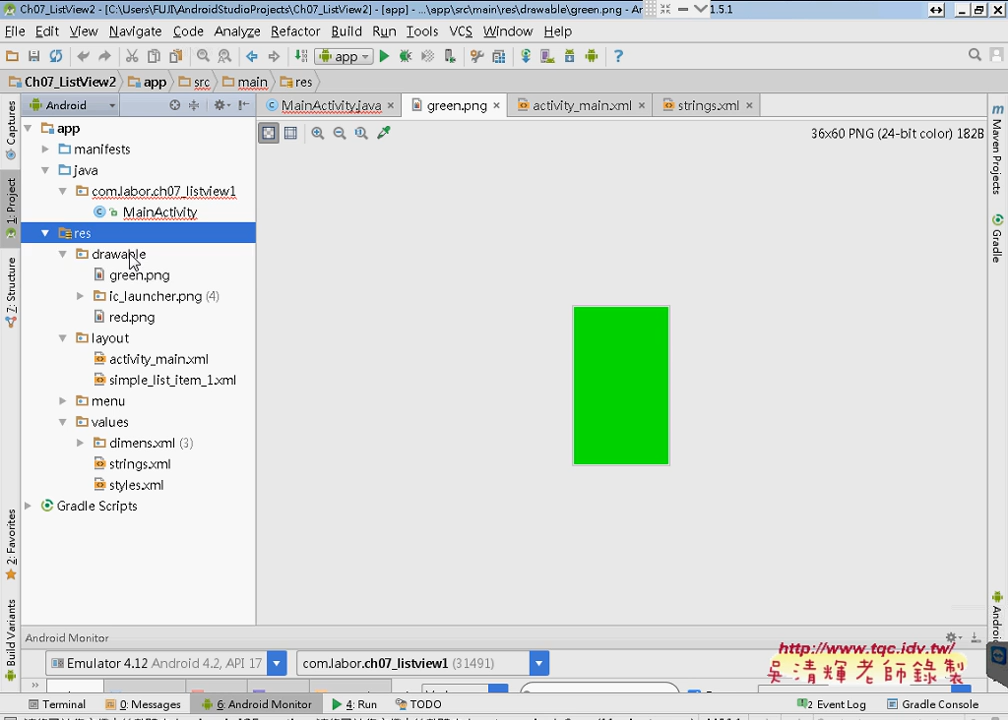 Ch07_ListView2 - [C:\Users\FUJI\AndroidStudioProjects\Ch07_ListView2] - [app] - ...\app\src\main\res\drawable\green.png - Ar
1.5.1
File Edit View Navigate Code Analyze Refactor Build Run Tools VCS Window Help
app
Ch07_ListView2 app src main res
Android
MainActivity.java green.png activity_main.xml strings.xml
36x60 PNG (24-bit color) 182B
app
manifests
java
com.labor.ch07_listview1
MainActivity
res
drawable
green.png
ic_launcher.png (4)
red.png
layout
activity_main.xml
simple_list_item_1.xml
menu
values
dimens.xml (3)
strings.xml
styles.xml
Gradle Scripts
Captures
1: Project
7: Structure
2: Favorites
Build Variants
Maven Projects
Gradle
Android Monitor
Emulator 4.12 Android 4.2, API 17
com.labor.ch07_listview1 (31491)
http://www.tqc.idv.tw/
吳清輝老師錄製
Terminal 0: Messages 6: Android Monitor 4: Run TODO
2 Event Log Gradle Console